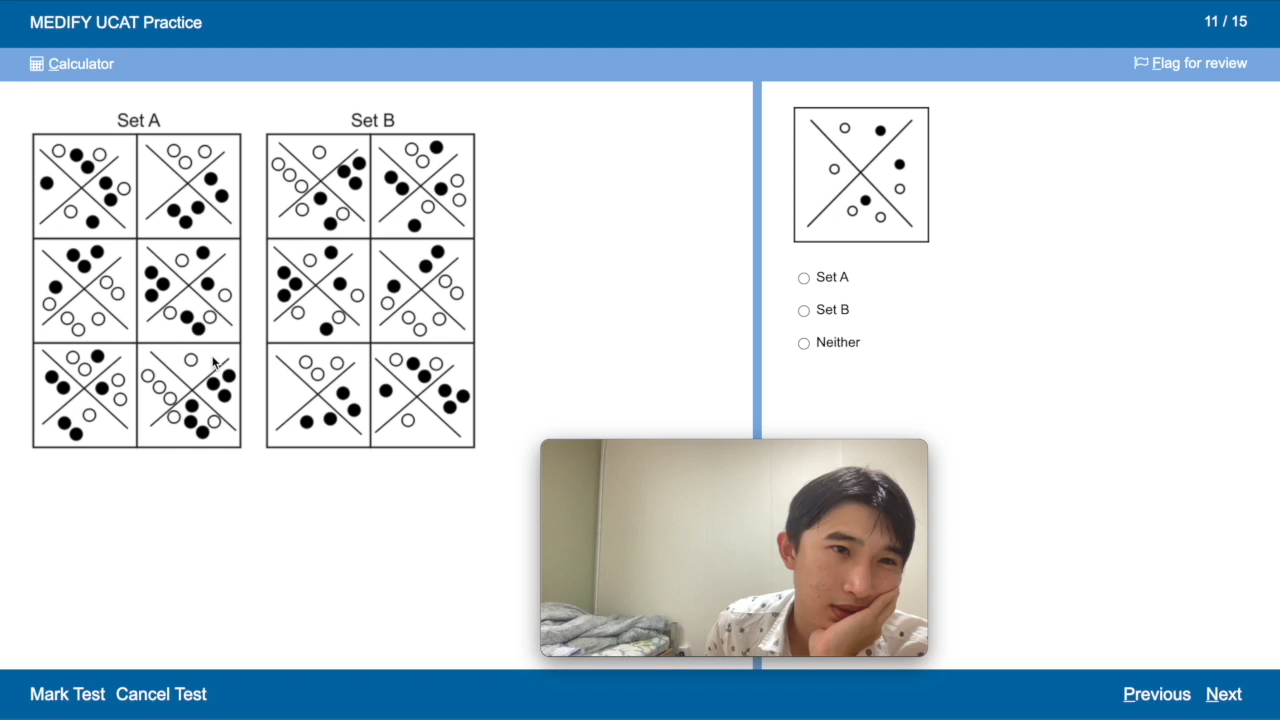 MEDIFY UCAT Practice
11 / 15
Calculator
Flag for review
Set A
Set B
Set A
Set B
Neither
Mark Test
Cancel Test
Previous
Next